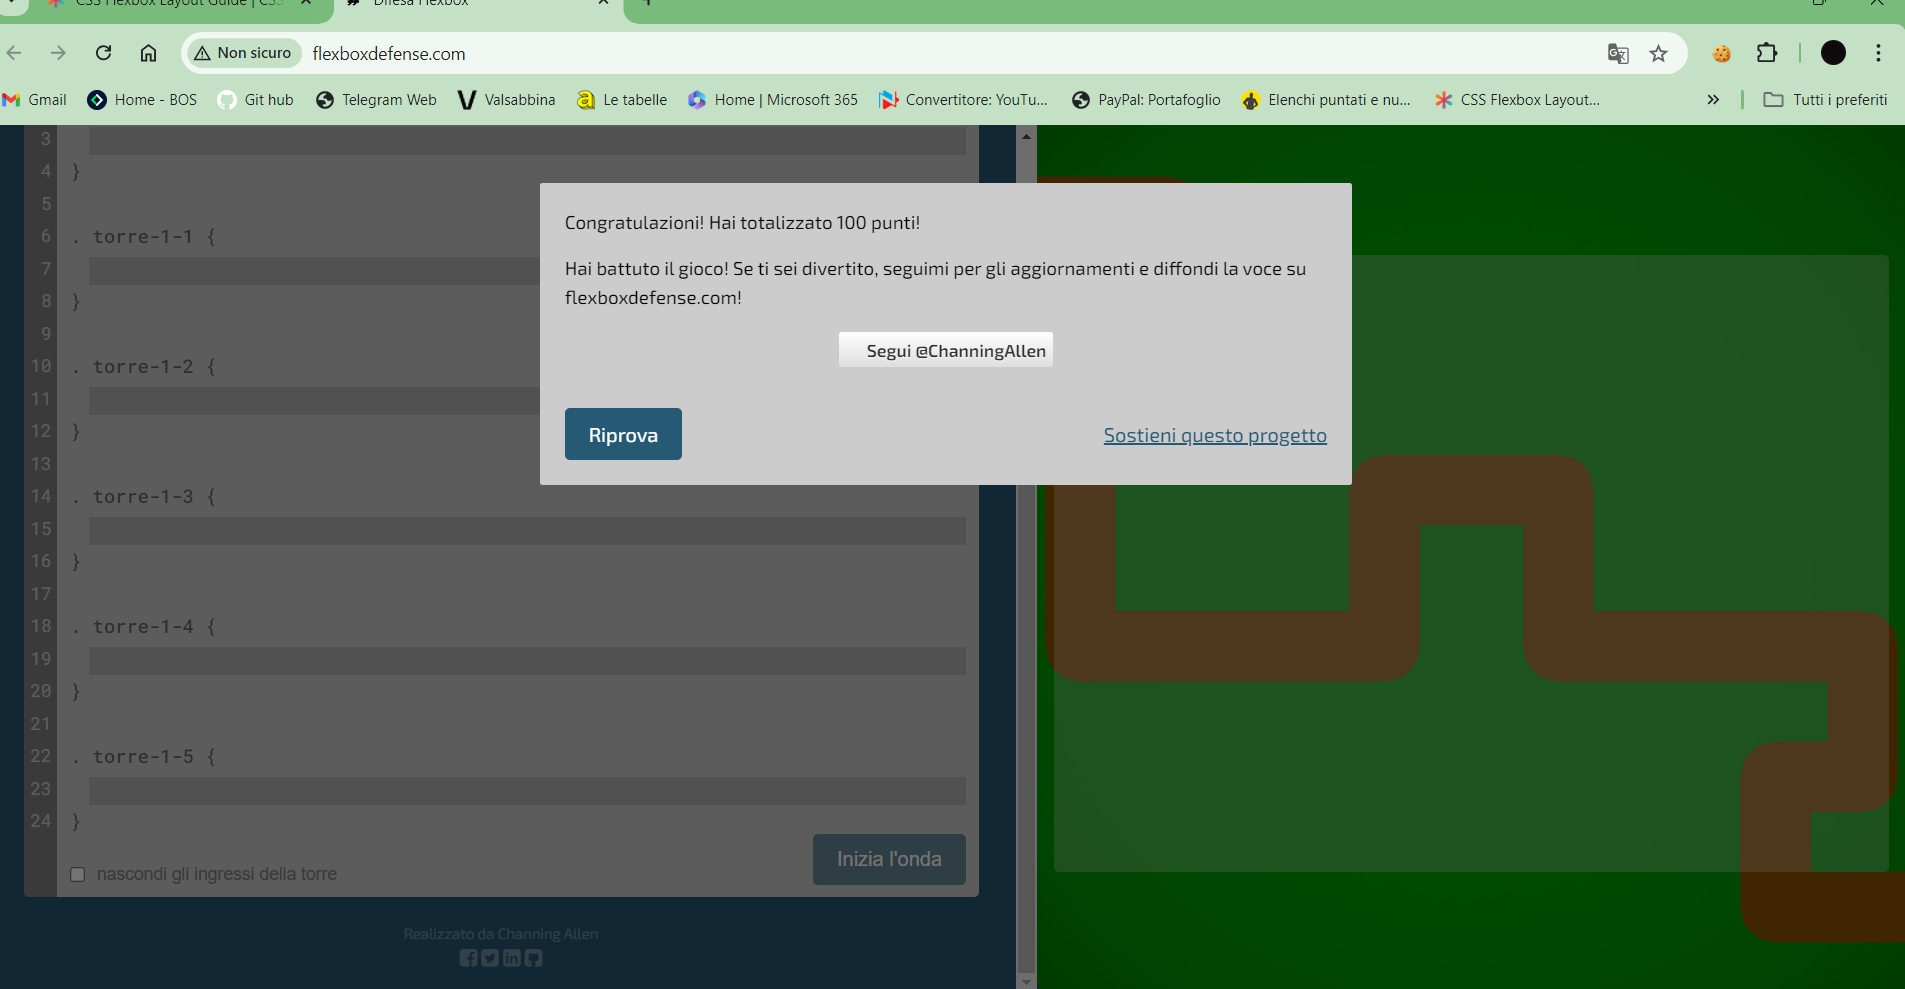 CSS Flexbox Layout Guide | CSS
Difesa Flexbox
Non sicuro
flexboxdefense.com
Gmail
Home - BOS
Git hub
Telegram Web
Valsabbina
Le tabelle
Home | Microsoft 365
Convertitore: YouTu...
PayPal: Portafoglio
Elenchi puntati e nu...
CSS Flexbox Layout...
»
Tutti i preferiti
3
4 }
5
6 . torre-1-1 {
7
8 }
9
10 . torre-1-2 {
11
12 }
13
14 . torre-1-3 {
15
16 }
17
18 . torre-1-4 {
19
20 }
21
22 . torre-1-5 {
23
24 }
Congratulazioni! Hai totalizzato 100 punti!
Hai battuto il gioco! Se ti sei divertito, seguimi per gli aggiornamenti e diffondi la voce su
flexboxdefense.com!
Segui @ChanningAllen
Riprova
Sostieni questo progetto
Inizia l'onda
nascondi gli ingressi della torre
Realizzato da Channing Allen